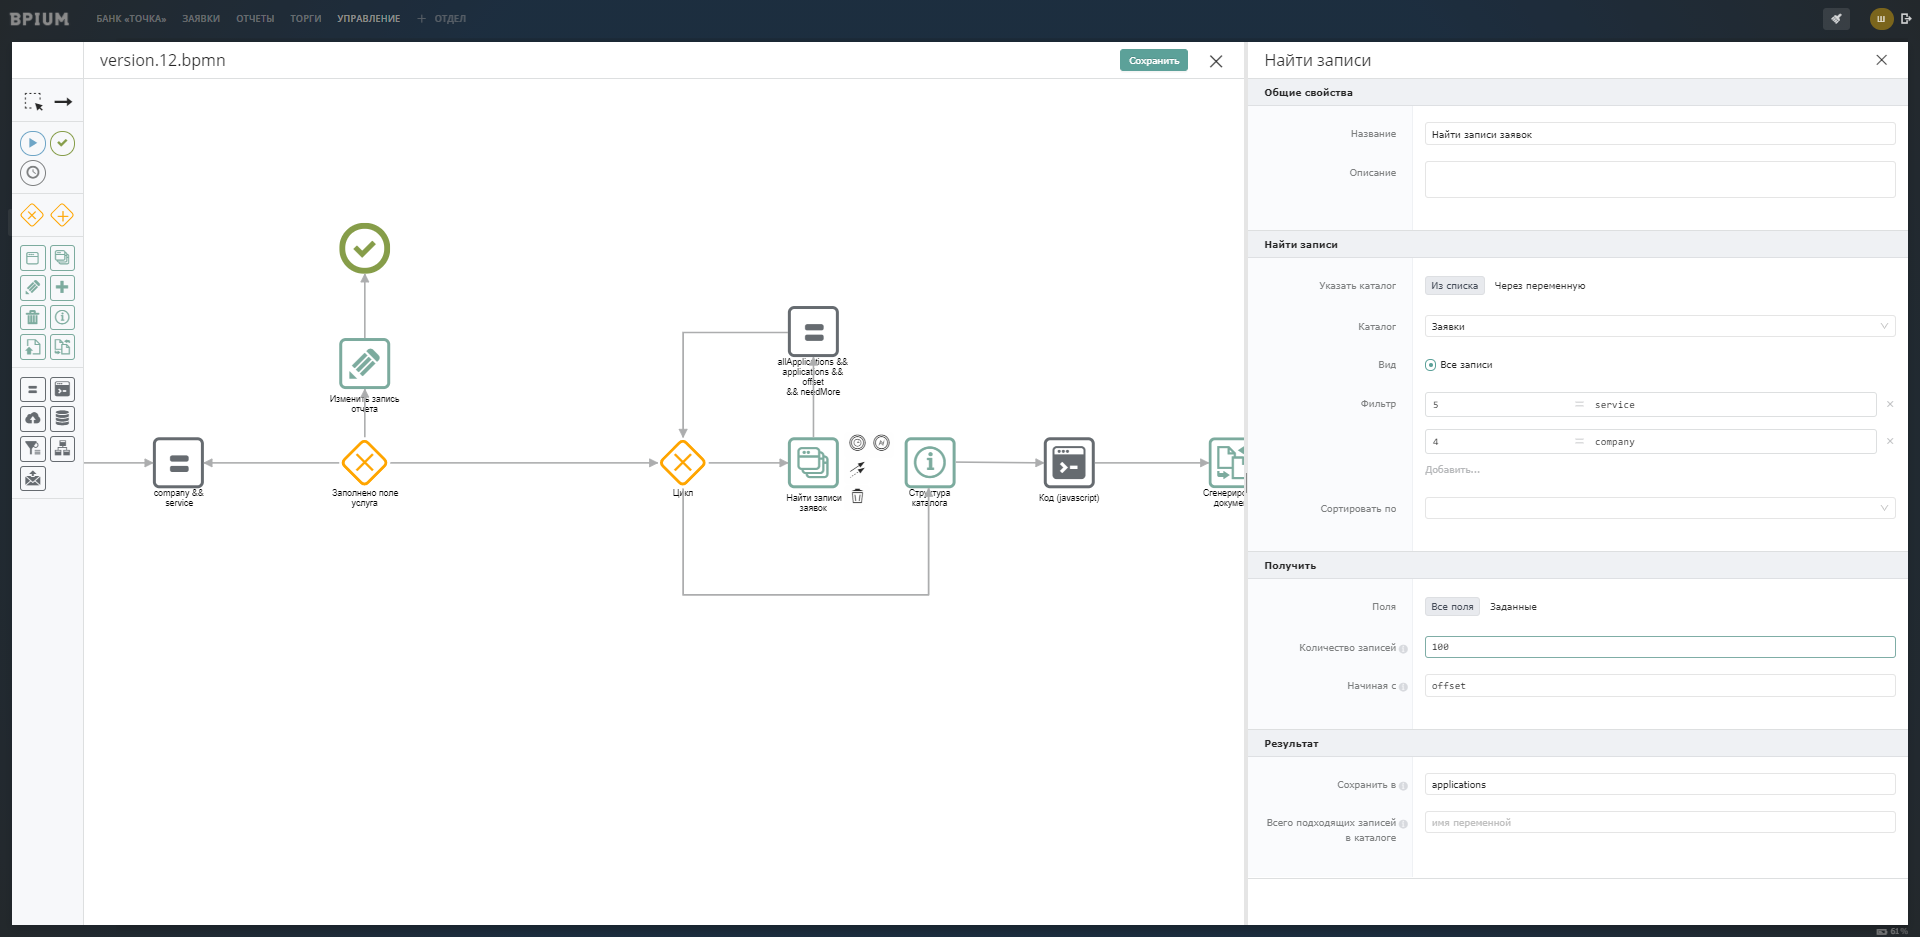 BPIUM
БАНК «ТОЧКА» ЗАЯВКИ ОТЧЕТЫ ТОРГИ УПРАВЛЕНИЕ + ОТДЕЛ
Ш
version.12.bpmn
Сохранить
Изменить запись
отчета
company &&
service
Заполнено поле
услуга
Цикл
allApplications &&
applications &&
offset
&& needMore
Найти записи
заявок
Структура
каталога
Код (javascript)
Сгенериро
докуме
Найти записи
Общие свойства
Название
Найти записи заявок
Описание
Найти записи
Указать каталог
Из списка Через переменную
Каталог
Заявки
Вид
Все записи
Фильтр
5 = service
4 = company
Добавить...
Сортировать по
Получить
Поля
Все поля Заданные
Количество записей
100
Начиная с
offset
Результат
Сохранить в
applications
Всего подходящих записей
в каталоге
имя переменной
61%